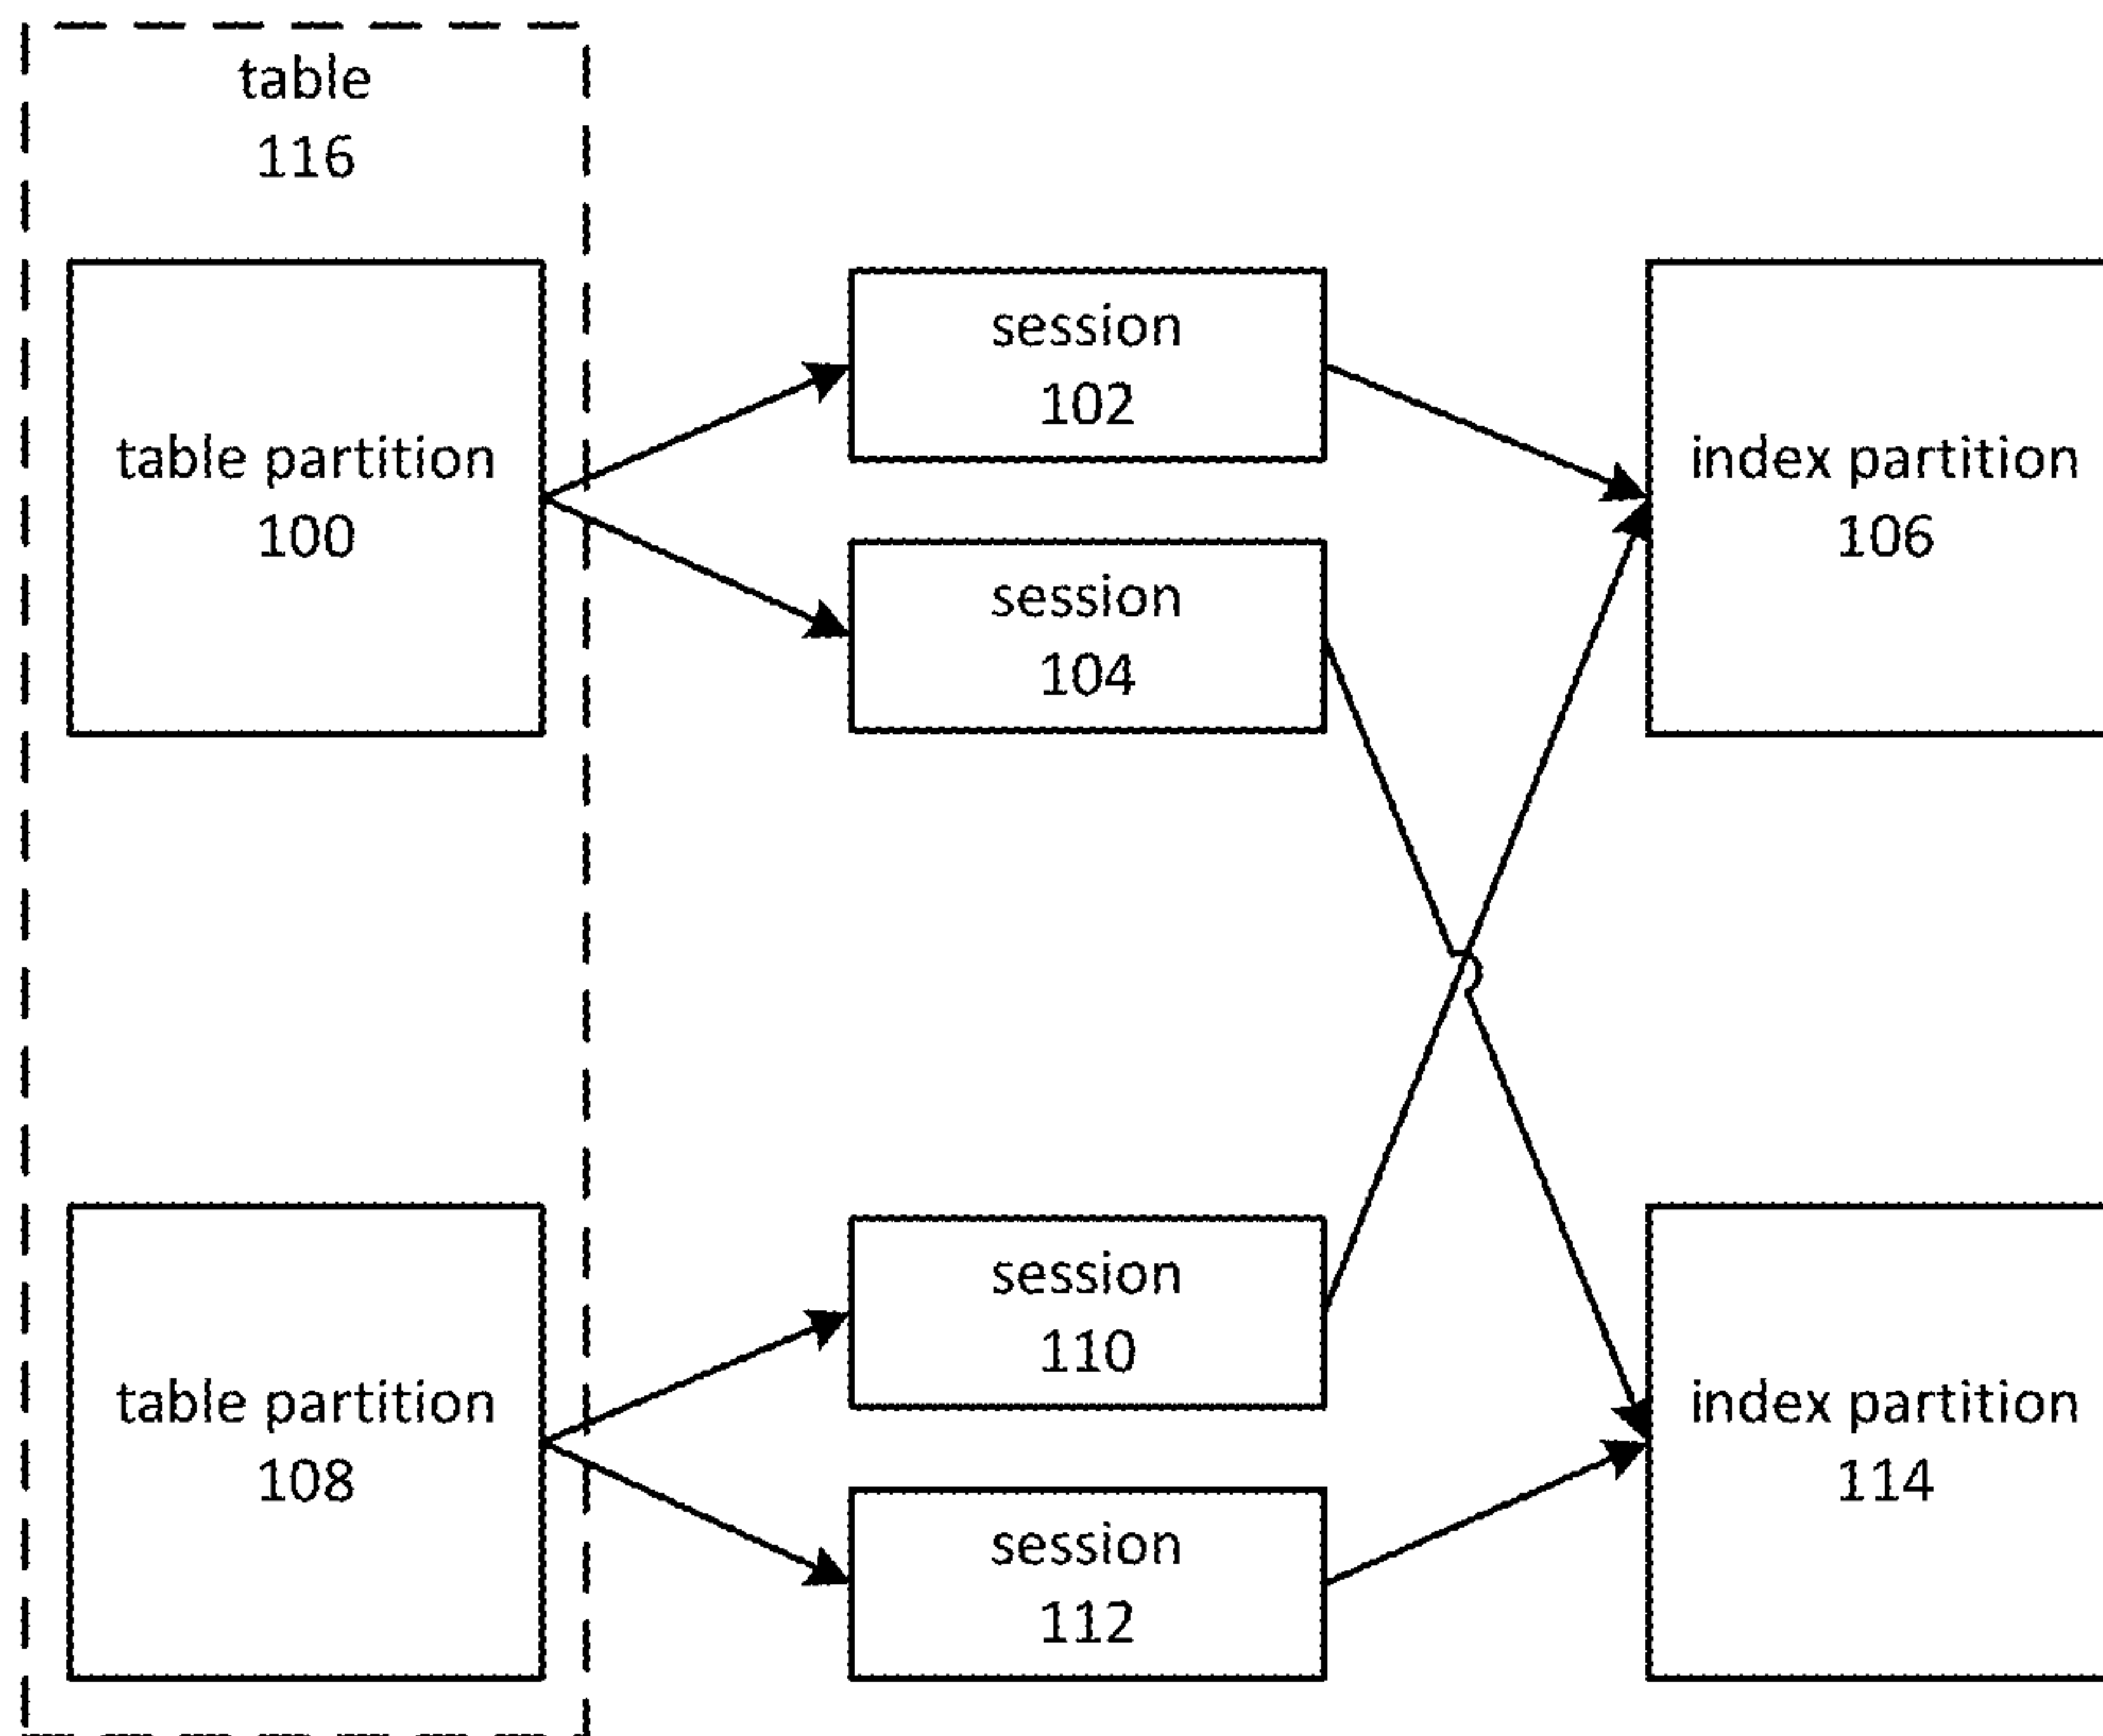 table
116
table partition
100
session
102
session
104
index partition
106
table partition
108
session
110
session
112
index partition
114